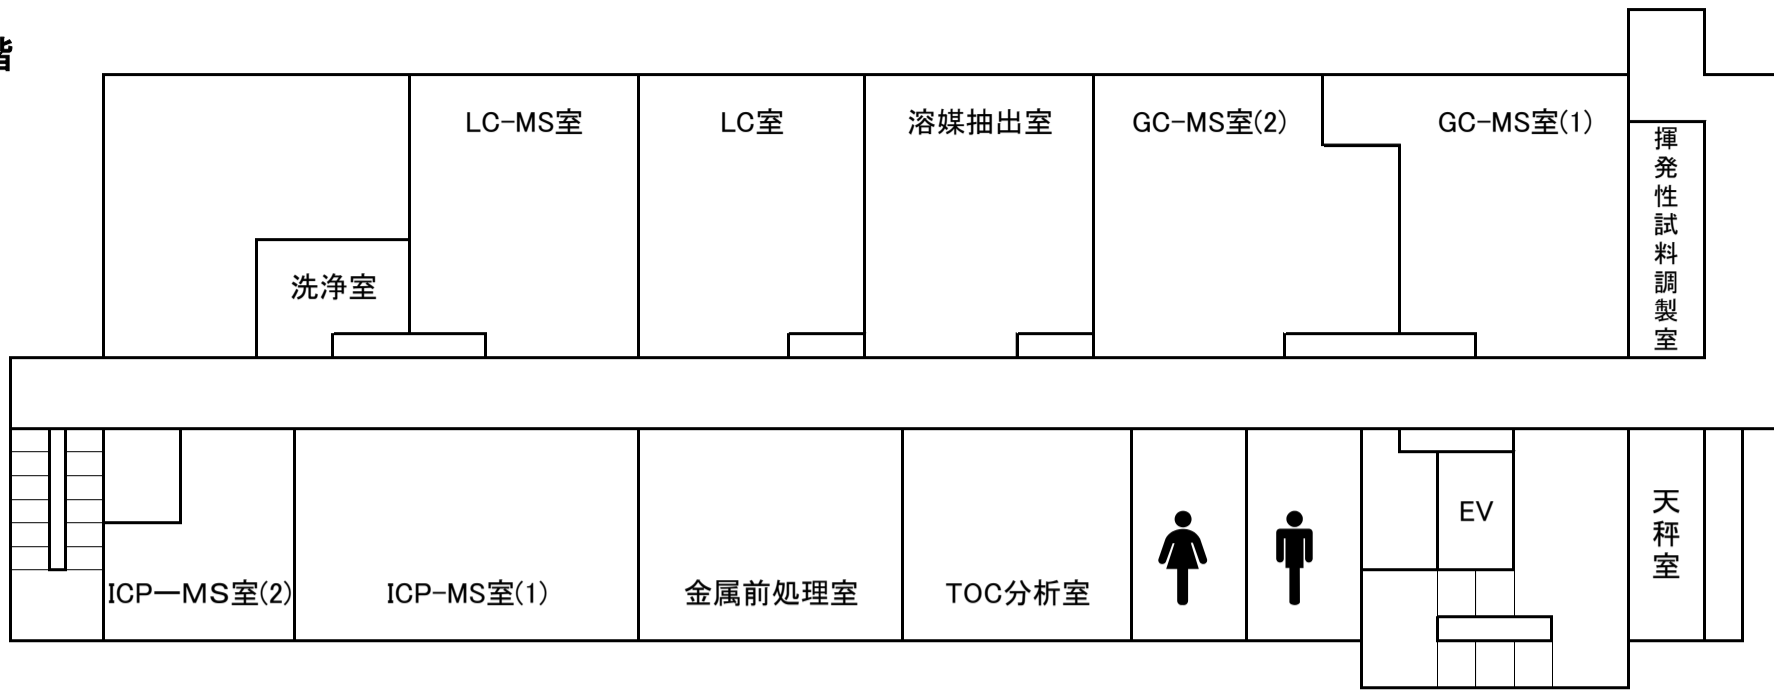 階
LC-MS室
LC室
溶媒抽出室
GC-MS室(2)
GC-MS室(1)
揮発性試料調製室
洗浄室
EV
天秤室
ICPーMS室(2)
ICP-MS室(1)
金属前処理室
TOC分析室